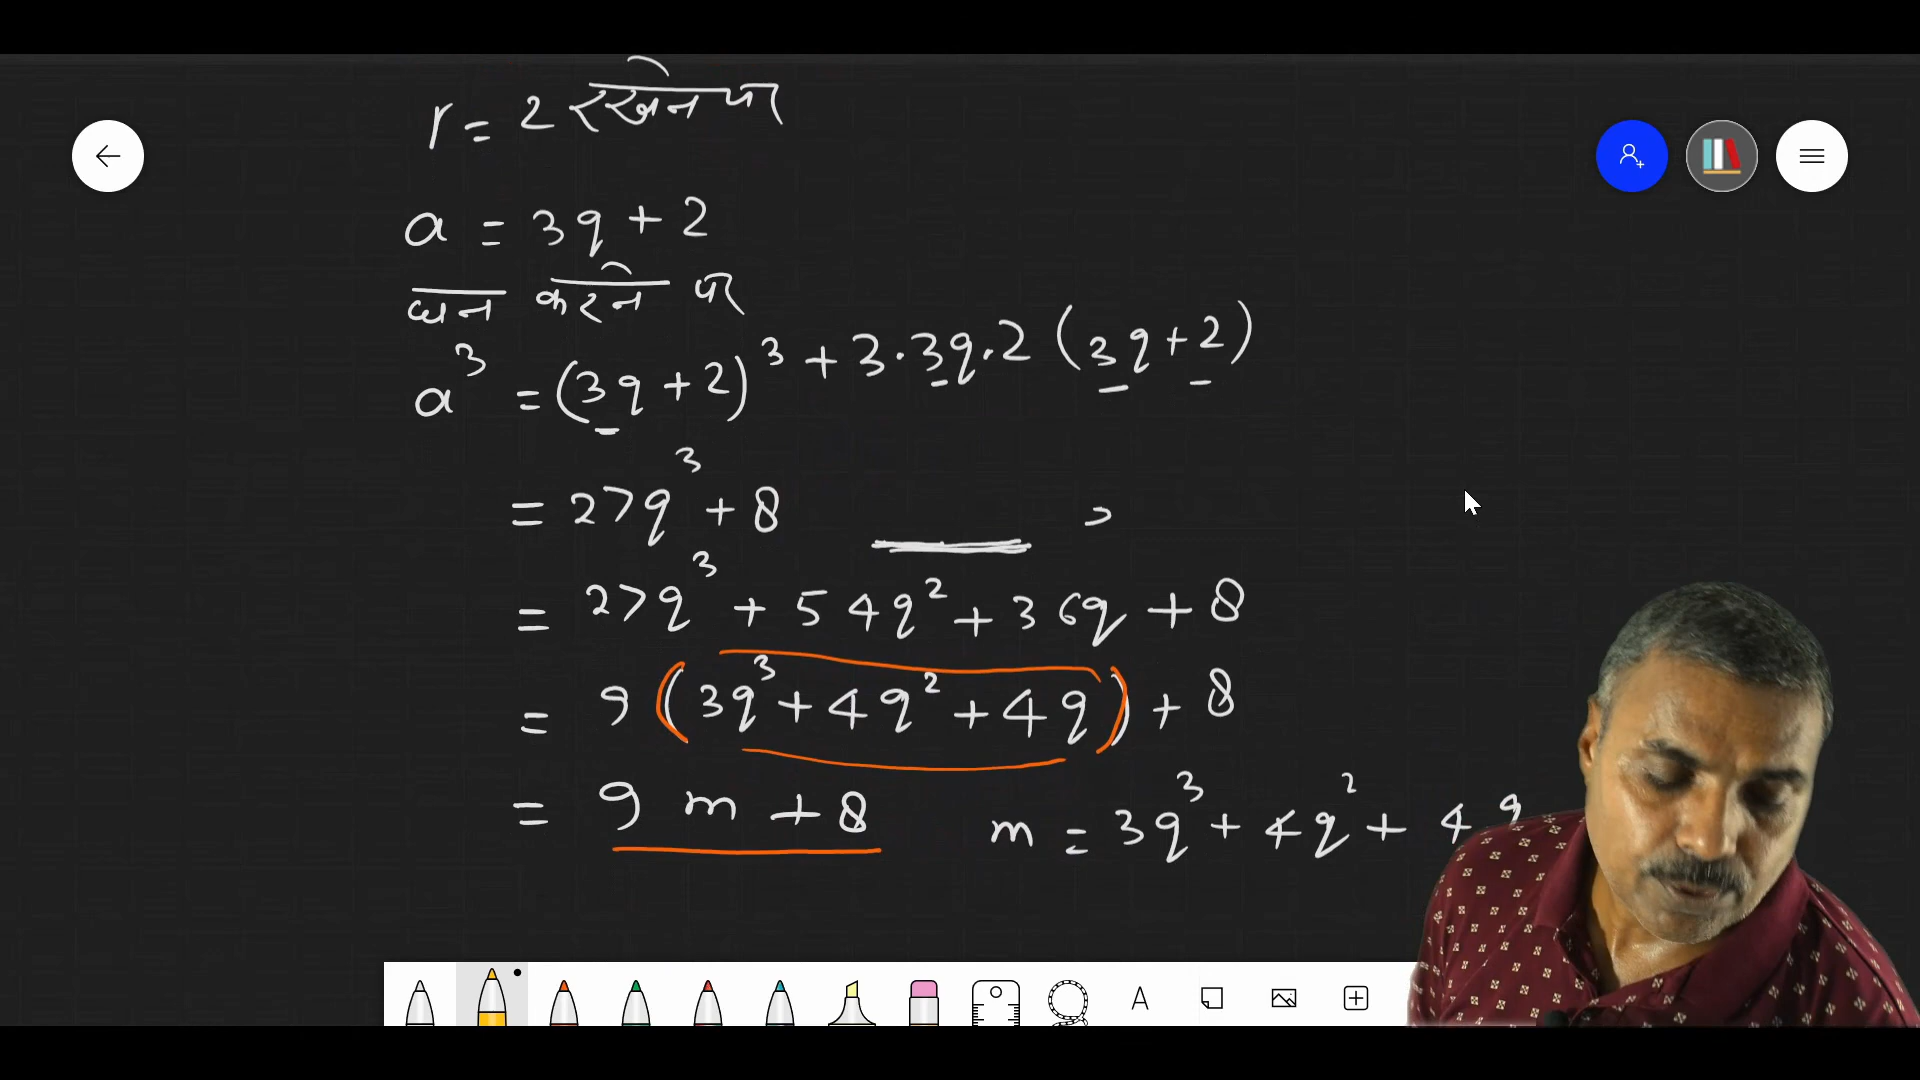 r = 2 रखने पर
a = 3q + 2
घन करने पर
a³ = (3q + 2)³ + 3·3q·2 (3q + 2)
= 27q³ + 8
= 27q³ + 54q² + 36q + 8
= 9 (3q³ + 4q² + 4q) + 8
= 9 m + 8 m = 3q³ + 4q² + 4q
A